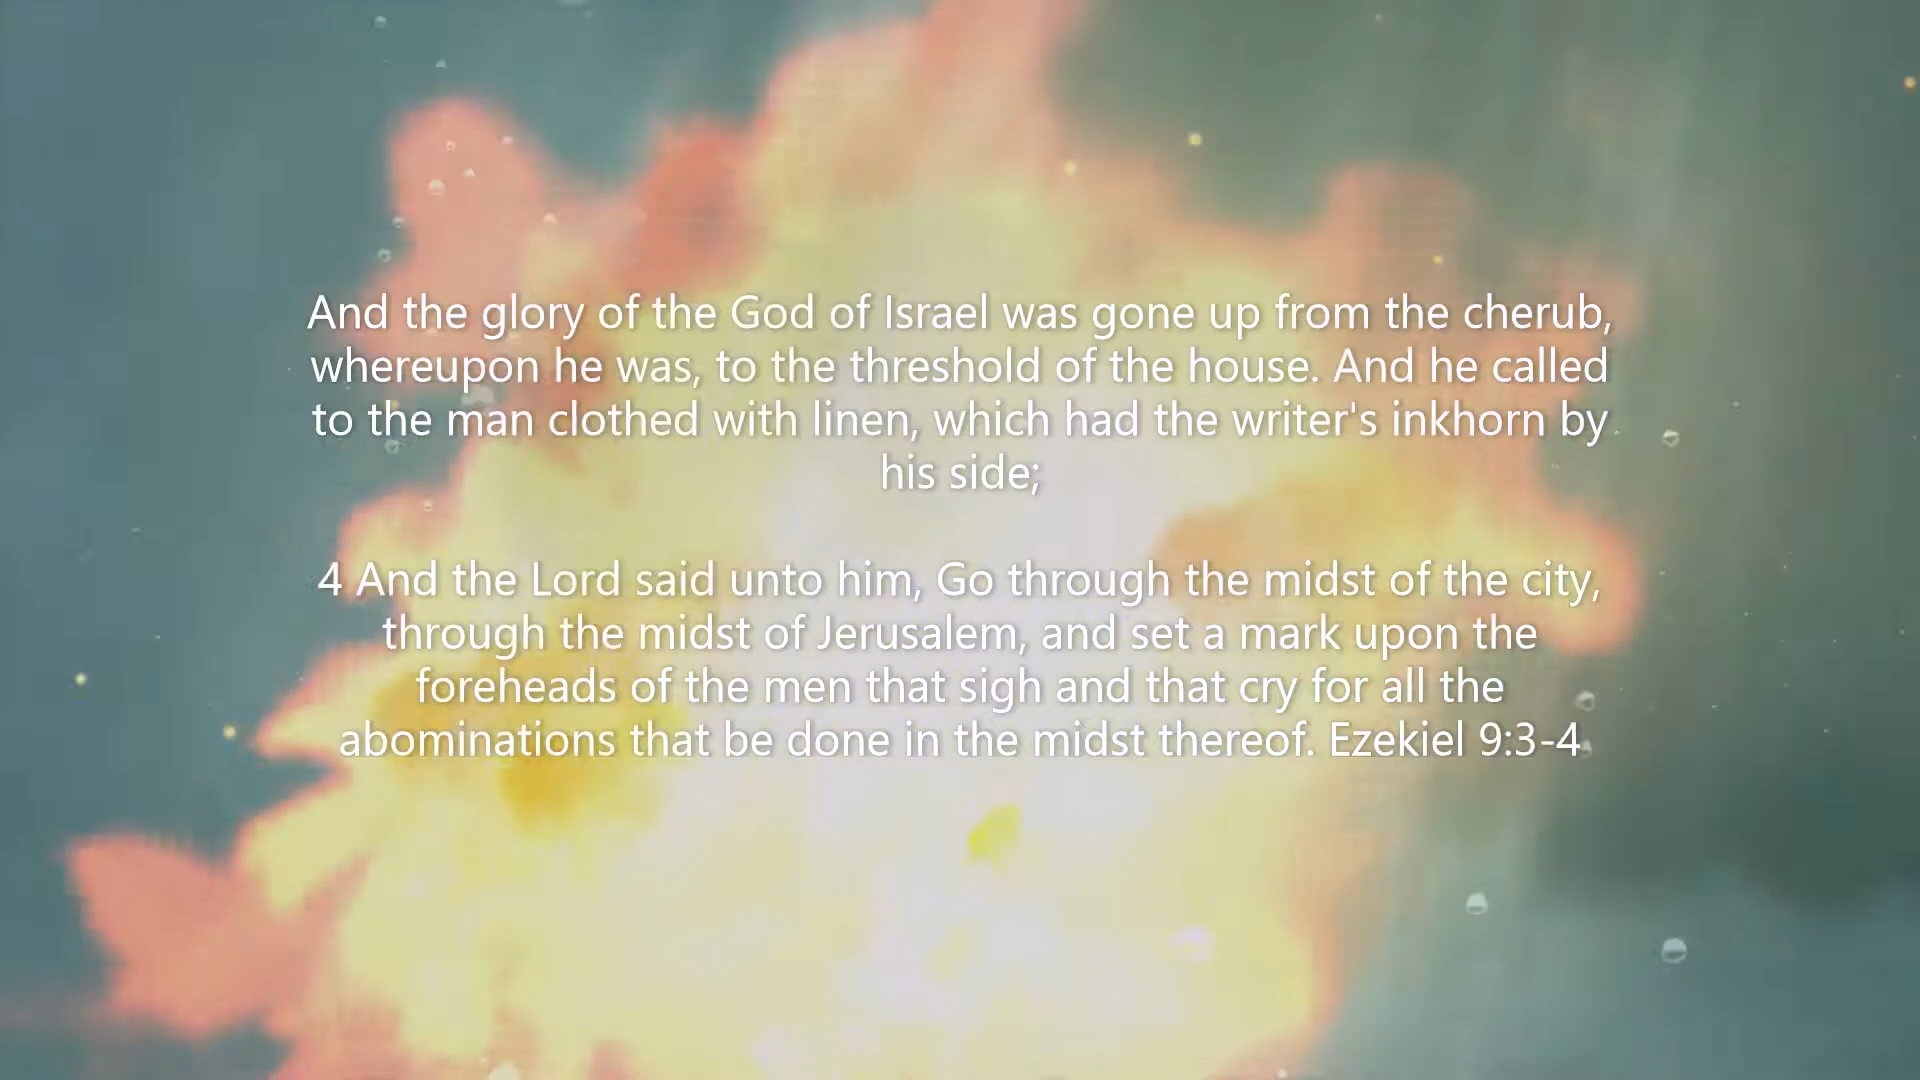 And the glory of the God of Israel was gone up from the cherub,
whereupon he was, to the threshold of the house. And he called
to the man clothed with linen, which had the writer's inkhorn by
his side;
4 And the Lord said unto him, Go through the midst of the city,
through the midst of Jerusalem, and set a mark upon the
foreheads of the men that sigh and that cry for all the
abominations that be done in the midst thereof. Ezekiel 9:3-4